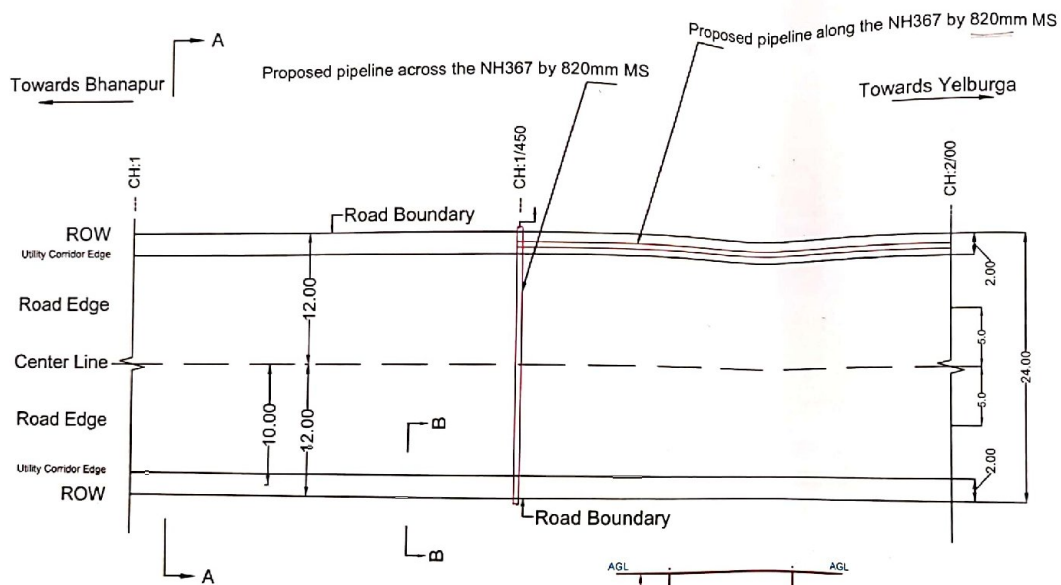 A
Proposed pipeline along the NH367 by 820mm MS
Proposed pipeline across the NH367 by 820mm MS
Towards Bhanapur
Towards Yelburga
CH:1
CH:1/450
CH:2/00
Road Boundary
ROW
Utility Corridor Edge
2.00
12.00
Road Edge
5.0
Center Line
24.00
Road Edge
10.00
12.00
5.0
B
Utility Corridor Edge
2.00
ROW
Road Boundary
B
A
AGL
AGL